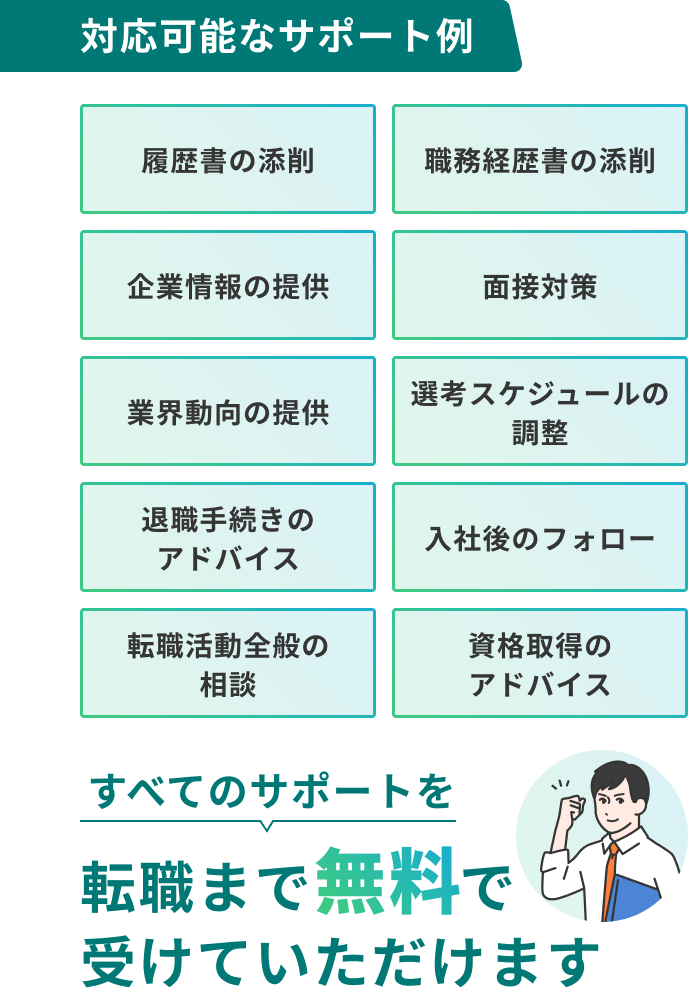 対応可能なサポート例
履歴書の添削
職務経歴書の添削
企業情報の提供
面接対策
業界動向の提供
選考スケジュールの
調整
退職手続きの
アドバイス
入社後のフォロー
転職活動全般の
相談
資格取得の
アドバイス
すべてのサポートを
転職まで無料で
受けていただけます